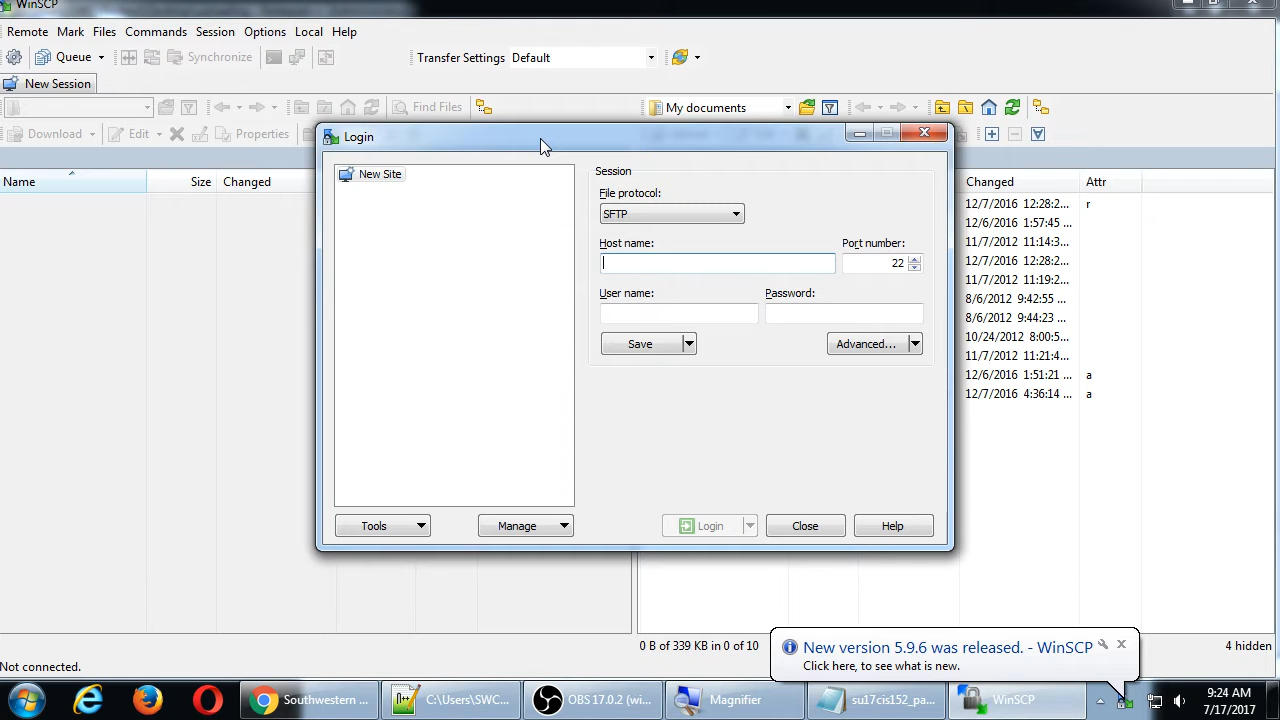 WinSCP
Remote Mark Files Commands Session Options Local Help
Queue Synchronize Transfer Settings Default
New Session
Find Files My documents
Download Edit Properties
Login
Name Size Changed Changed Attr
New Site
Session
File protocol:
SFTP
Host name: Port number:
22
User name: Password:
Save Advanced...
12/7/2016 12:28:2... r
12/6/2016 1:57:45
11/7/2012 11:14:3...
12/7/2016 12:28:2...
11/7/2012 11:19:2...
8/6/2012 9:42:55 ...
8/6/2012 9:44:23 ...
10/24/2012 8:00:5...
11/7/2012 11:21:4...
12/6/2016 1:51:21 ... a
12/7/2016 4:36:14 ... a
Tools Manage Login Close Help
0 B of 339 KB in 0 of 10 4 hidden
New version 5.9.6 was released. - WinSCP
Click here, to see what is new.
Not connected.
Southwestern ... C:\Users\SWC... OBS 17.0.2 (wi... Magnifier su17cis152_pa... WinSCP
9:24 AM
7/17/2017